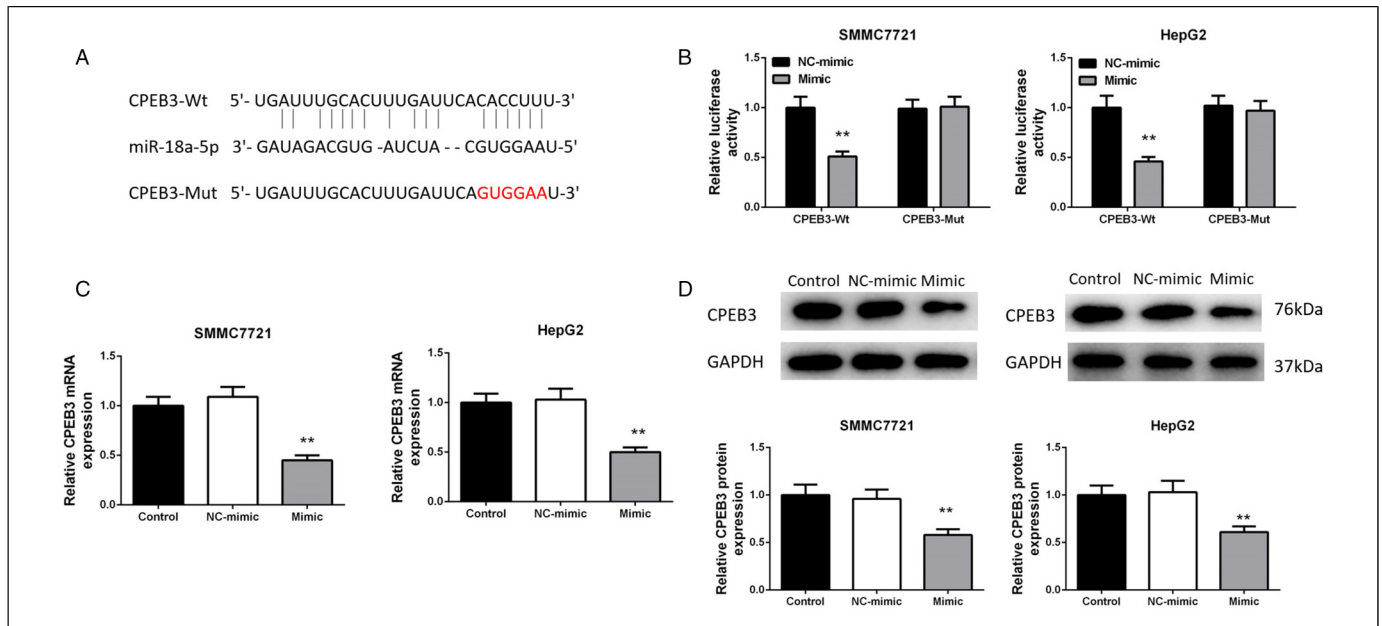 A
CPEB3-Wt 5'- UGAUUUGCACUUUGAUUCACACCUUU-3'
miR-18a-5p 3'- GAUAGACGUG -AUCUA - - CGUGGAAU-5'
CPEB3-Mut 5'- UGAUUUGCACUUUGAUUCAGUGGAAU-3'
B
SMMC7721
NC-mimic
Mimic
Relative luciferase activity
1.5
1.0
0.5
0.0
**
CPEB3-Wt CPEB3-Mut
HepG2
NC-mimic
Mimic
Relative luciferase activity
1.5
1.0
0.5
0.0
**
CPEB3-Wt CPEB3-Mut
C
SMMC7721
Relative CPEB3 mRNA expression
1.5
1.0
0.5
0.0
**
Control NC-mimic Mimic
HepG2
Relative CPEB3 mRNA expression
1.5
1.0
0.5
0.0
**
Control NC-mimic Mimic
D
Control NC-mimic Mimic
CPEB3
GAPDH
Control NC-mimic Mimic
CPEB3 76kDa
GAPDH 37kDa
SMMC7721
Relative CPEB3 protein expression
1.5
1.0
0.5
0.0
**
Control NC-mimic Mimic
HepG2
Relative CPEB3 protein expression
1.5
1.0
0.5
0.0
**
Control NC-mimic Mimic